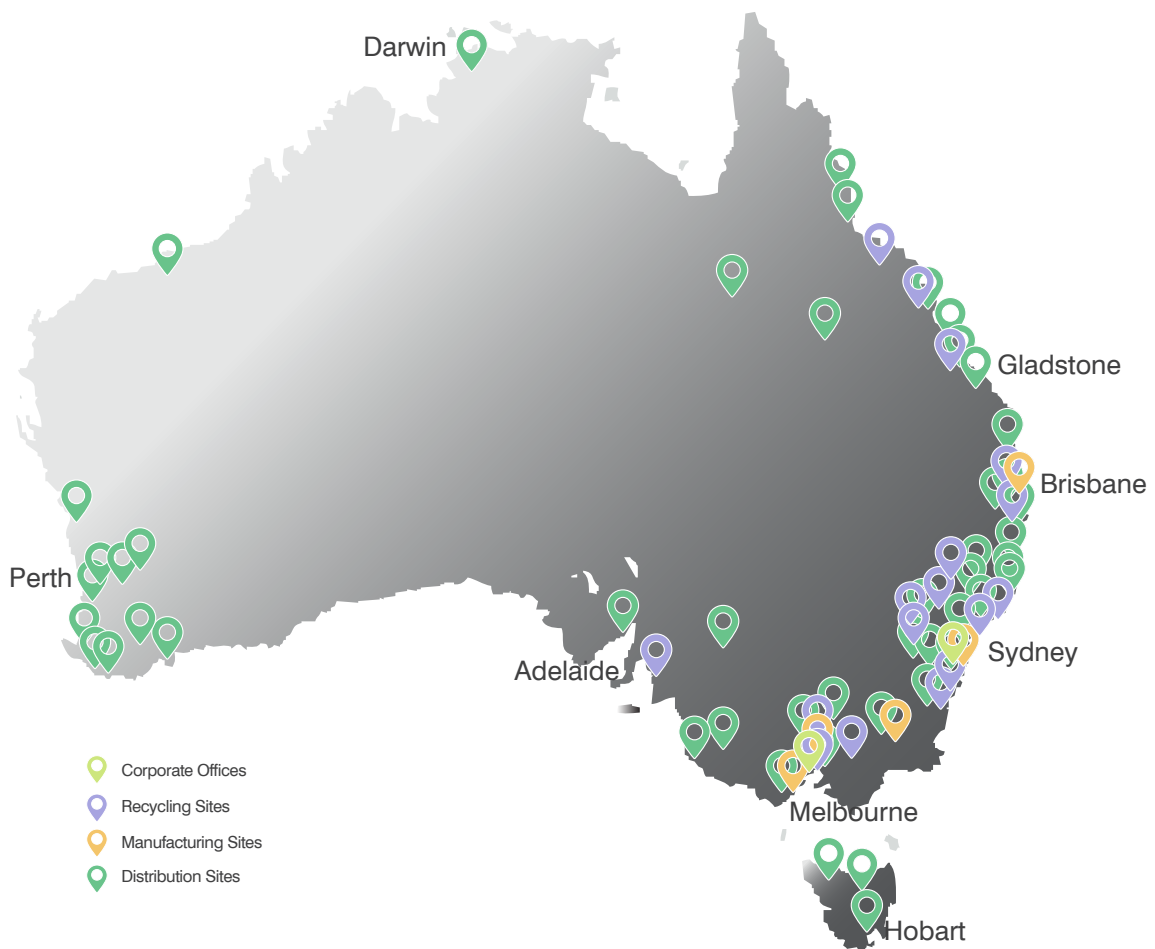 Darwin
Gladstone
Brisbane
Perth
Sydney
Adelaide
Corporate Offices
Recycling Sites
Melbourne
Manufacturing Sites
Distribution Sites
Hobart